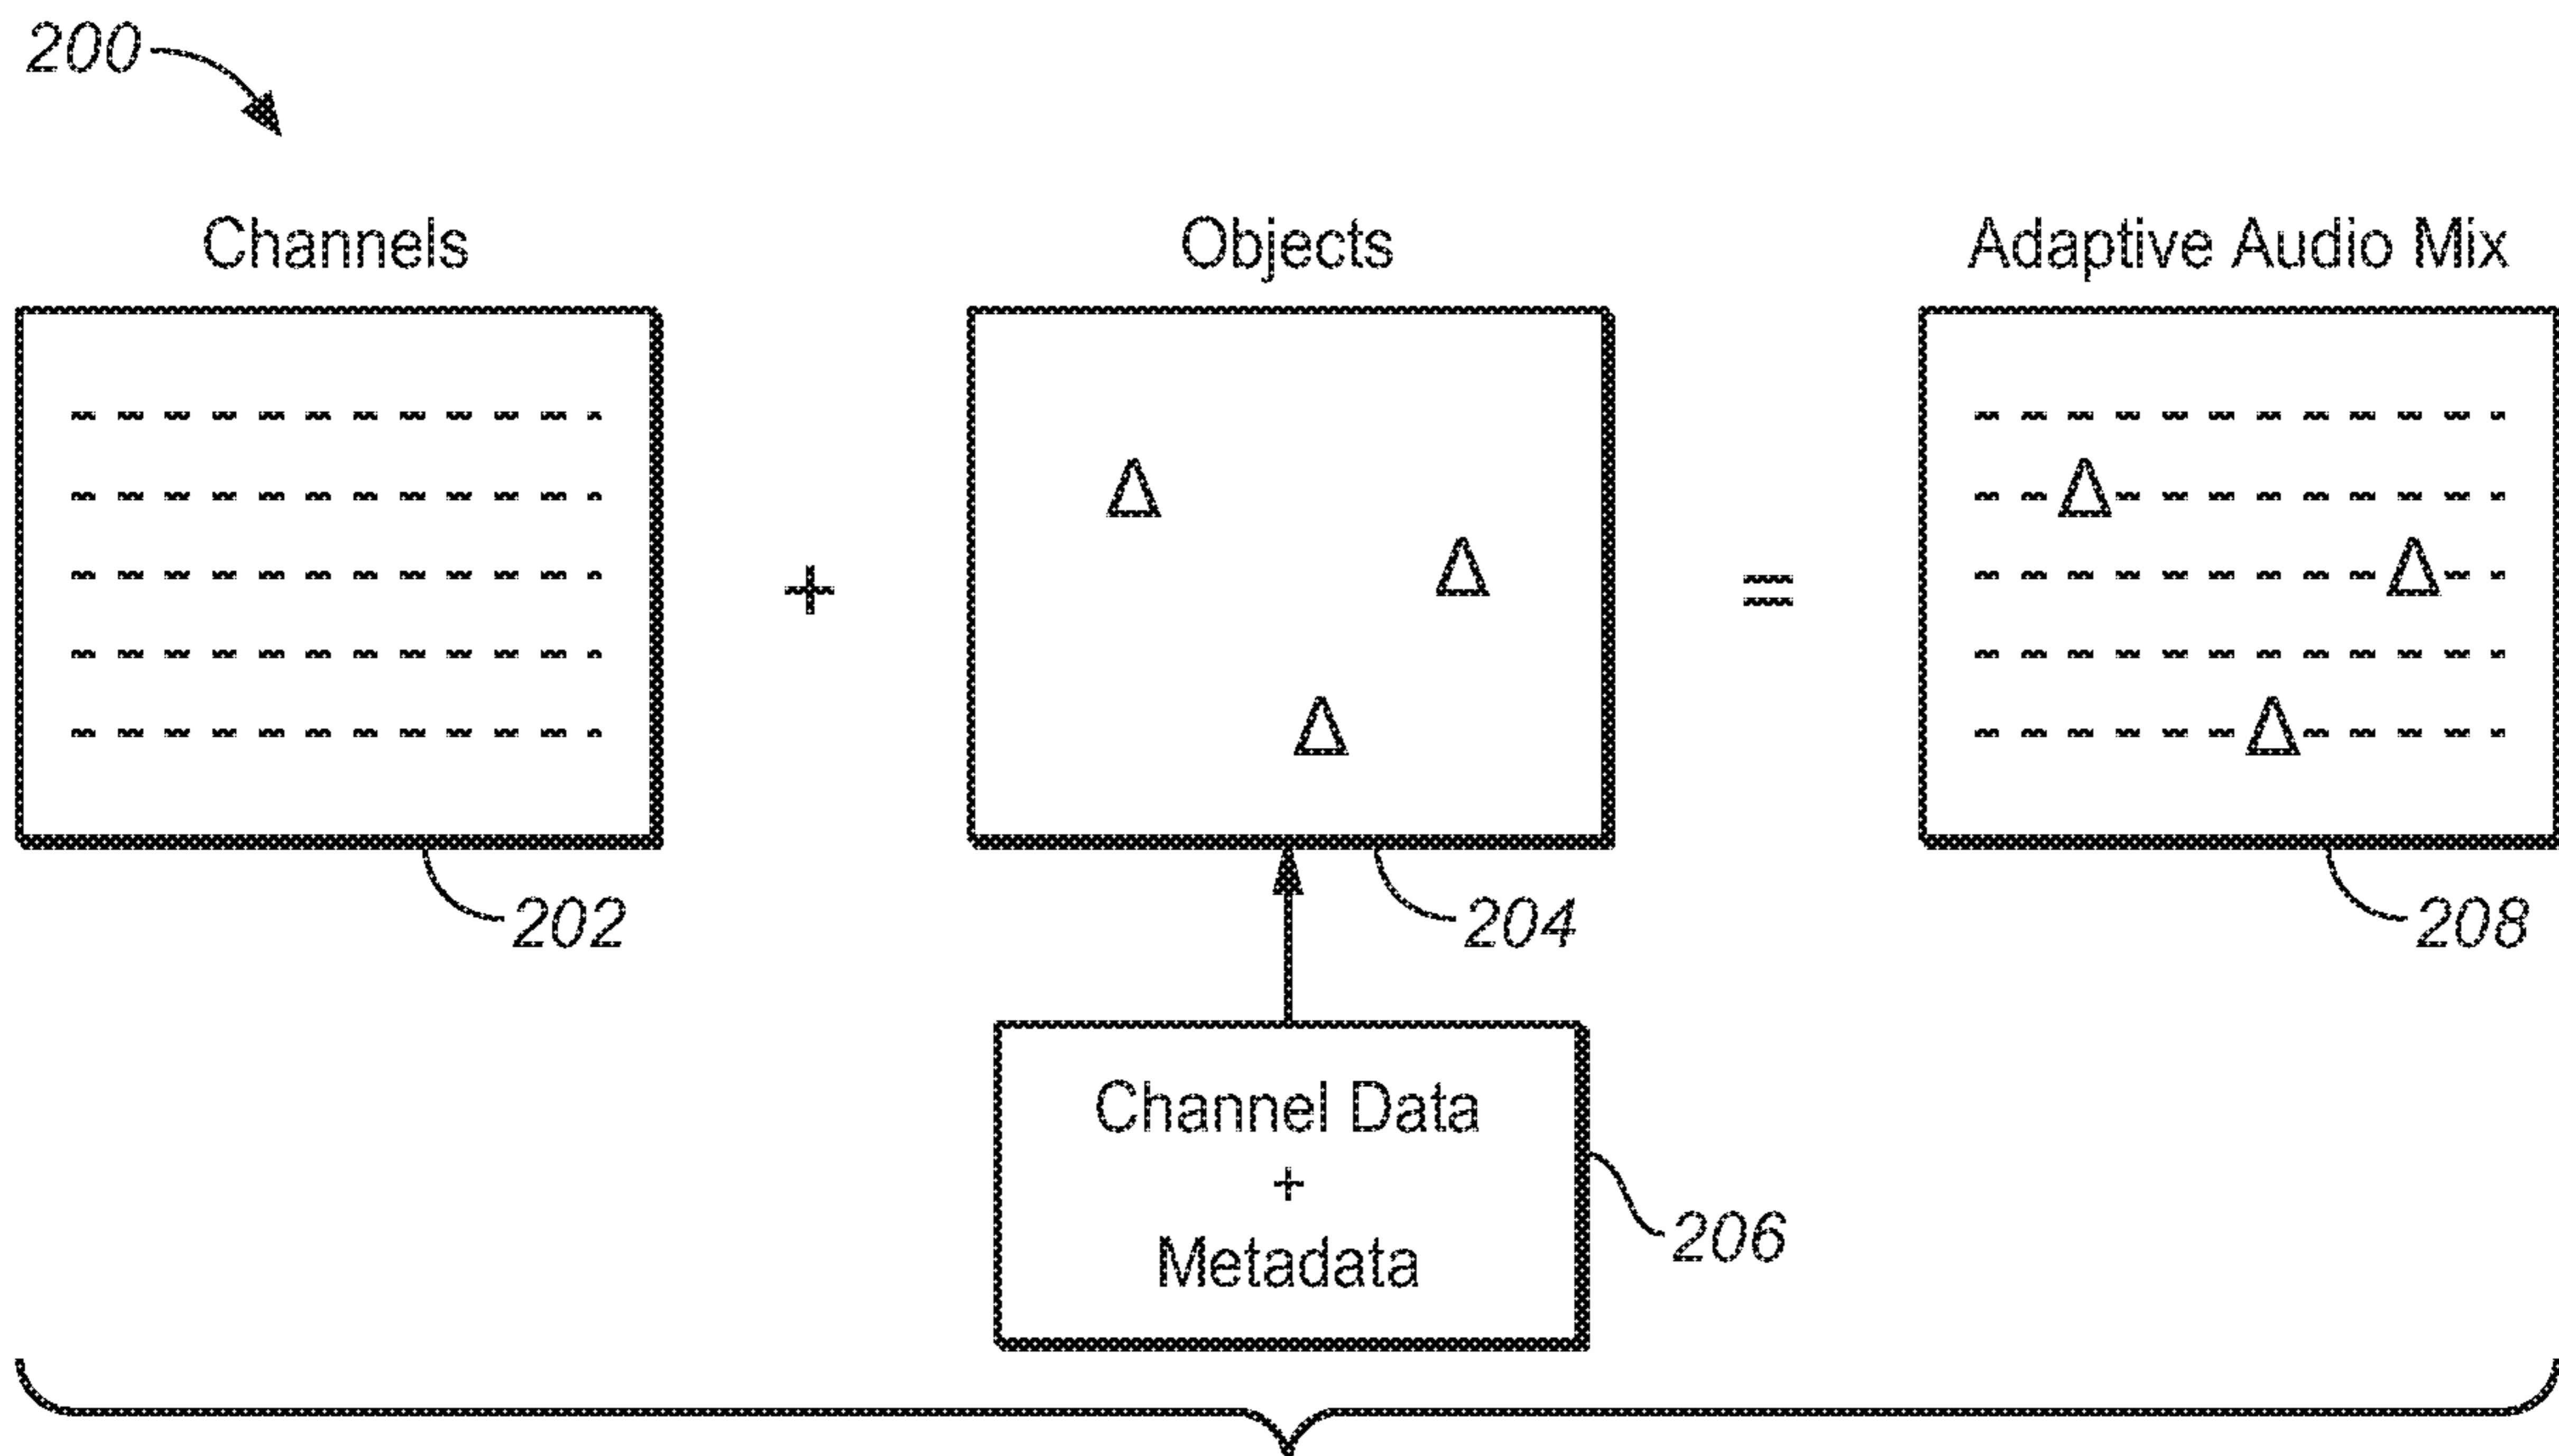 200
Channels
Objects
Adaptive Audio Mix
+
=
202
204
208
Channel Data
+
Metadata
206